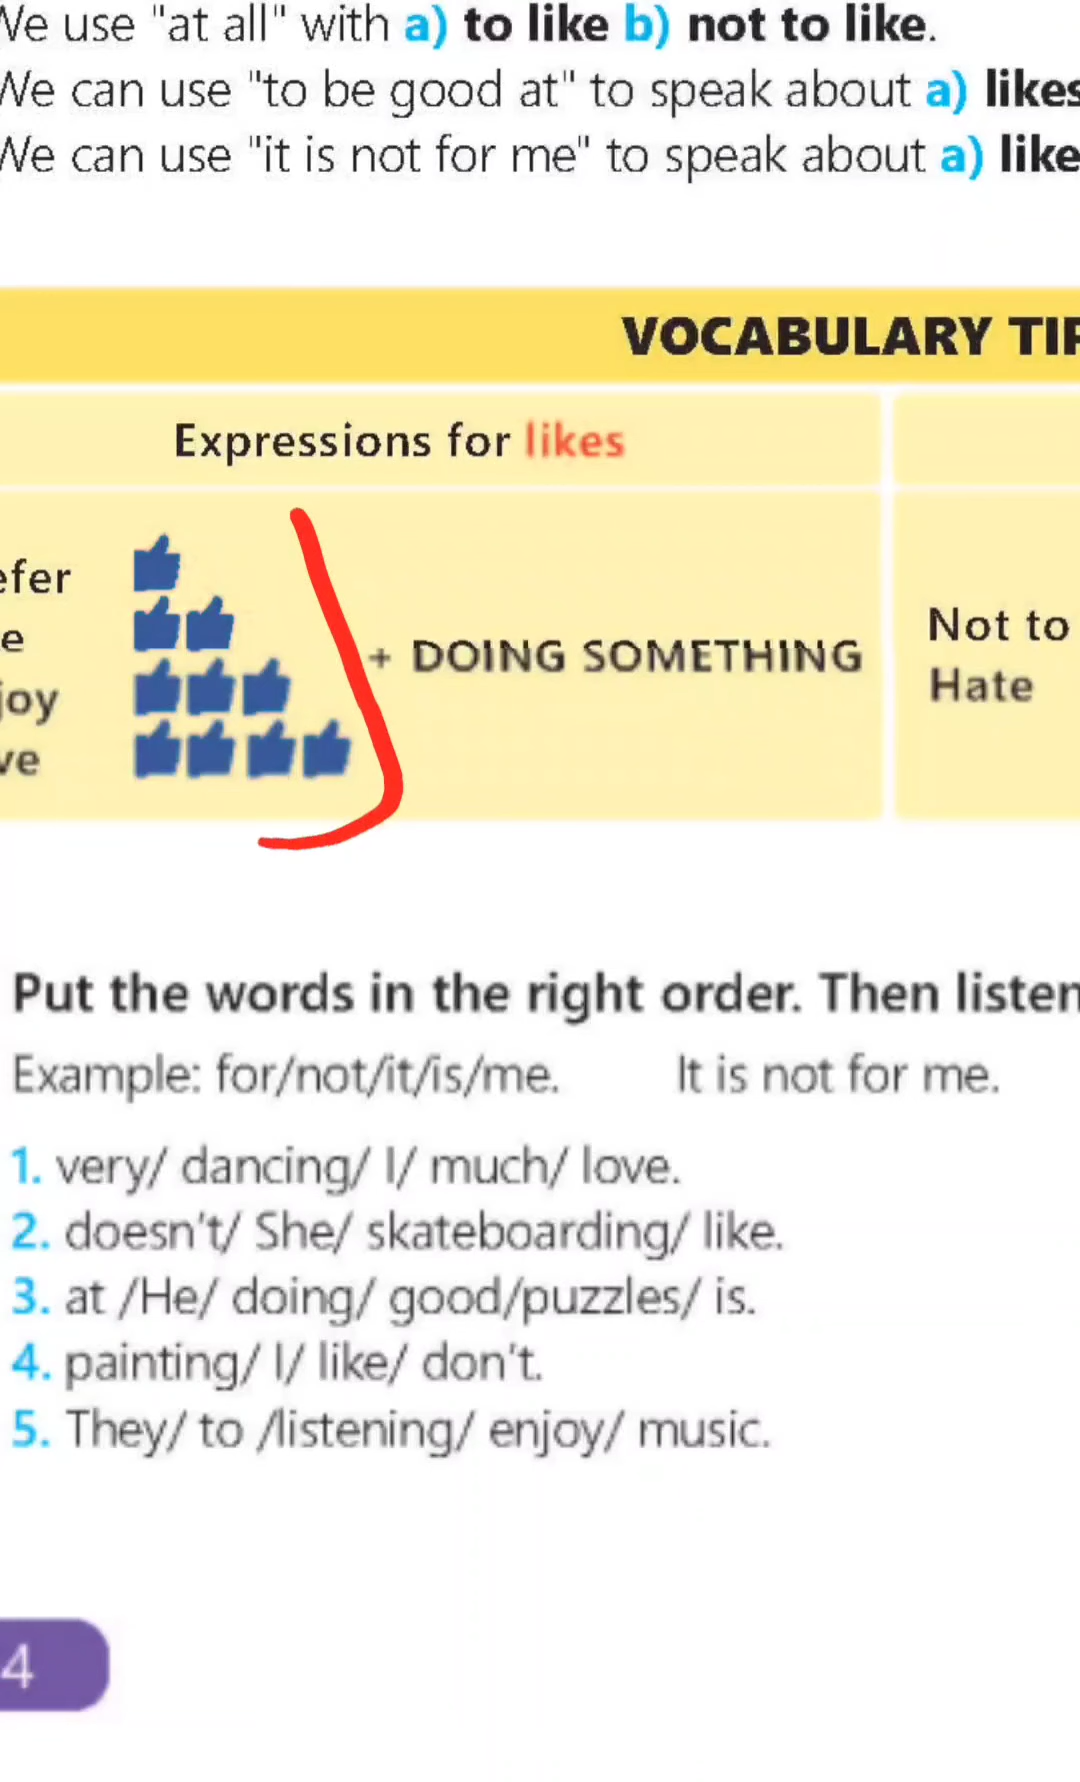 We use "at all" with a) to like b) not to like.
We can use "to be good at" to speak about a) likes
We can use "it is not for me" to speak about a) like
VOCABULARY TIP
Expressions for likes
efer
e
joy
ve
+ DOING SOMETHING
Not to
Hate
Put the words in the right order. Then listen
Example: for/not/it/is/me. It is not for me.
1. very/ dancing/ I/ much/ love.
2. doesn't/ She/ skateboarding/ like.
3. at /He/ doing/ good/puzzles/ is.
4. painting/ I/ like/ don't.
5. They/ to /listening/ enjoy/ music.
4